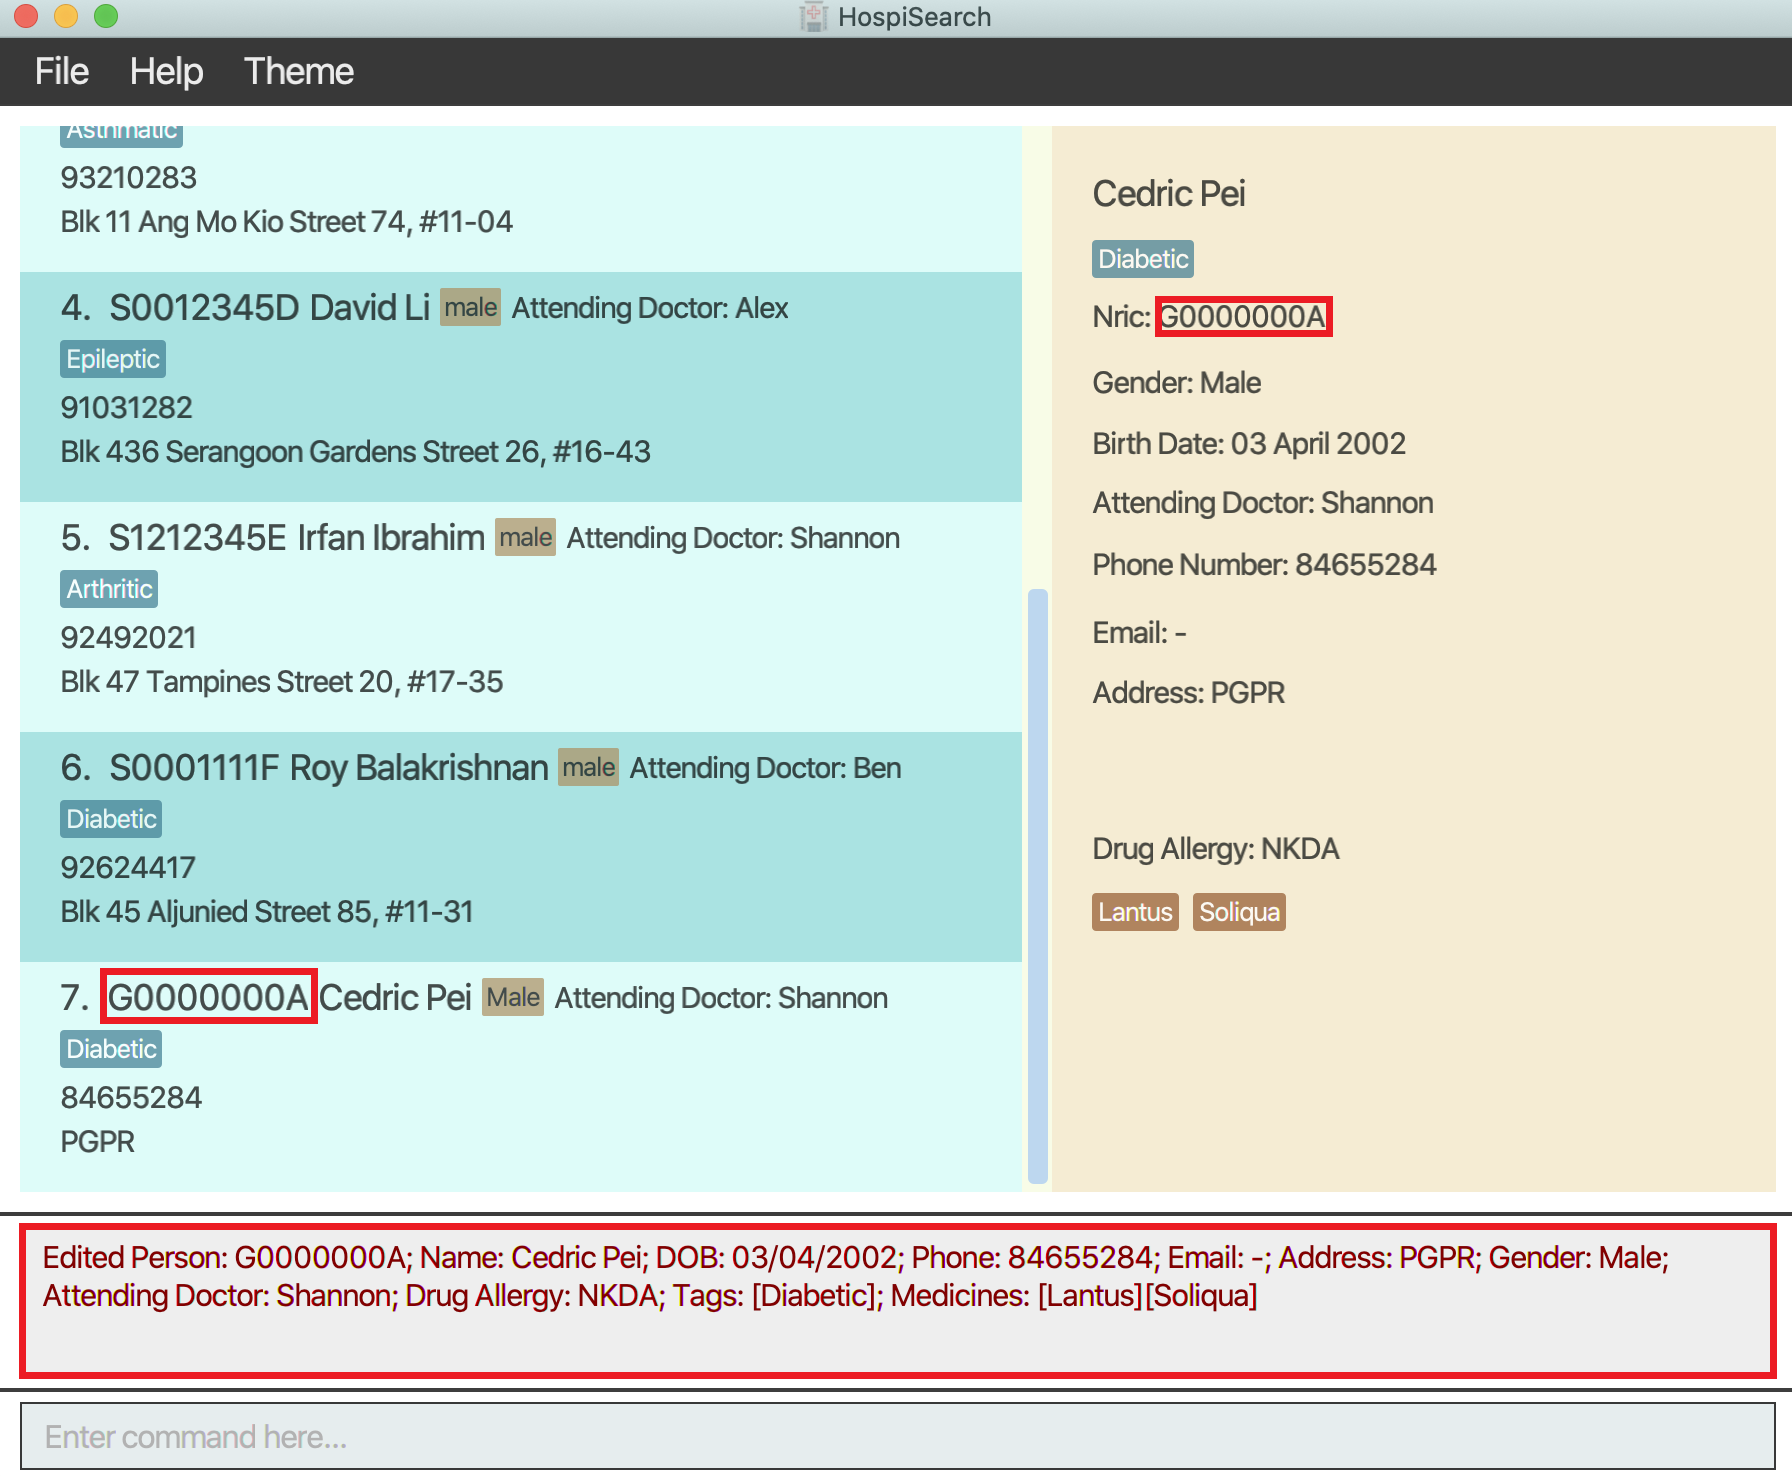 HospiSearch
File Help Theme
Asthmatic
93210283
Blk 11 Ang Mo Kio Street 74, #11-04
4. S0012345D David Li male Attending Doctor: Alex
Epileptic
91031282
Blk 436 Serangoon Gardens Street 26, #16-43
5. S1212345E Irfan Ibrahim male Attending Doctor: Shannon
Arthritic
92492021
Blk 47 Tampines Street 20, #17-35
6. S0001111F Roy Balakrishnan male Attending Doctor: Ben
Diabetic
92624417
Blk 45 Aljunied Street 85, #11-31
7. G0000000A Cedric Pei Male Attending Doctor: Shannon
Diabetic
84655284
PGPR
Cedric Pei
Diabetic
Nric: G0000000A
Gender: Male
Birth Date: 03 April 2002
Attending Doctor: Shannon
Phone Number: 84655284
Email: -
Address: PGPR
Drug Allergy: NKDA
Lantus Soliqua
Edited Person: G0000000A; Name: Cedric Pei; DOB: 03/04/2002; Phone: 84655284; Email: -; Address: PGPR; Gender: Male;
Attending Doctor: Shannon; Drug Allergy: NKDA; Tags: [Diabetic]; Medicines: [Lantus][Soliqua]
Enter command here...